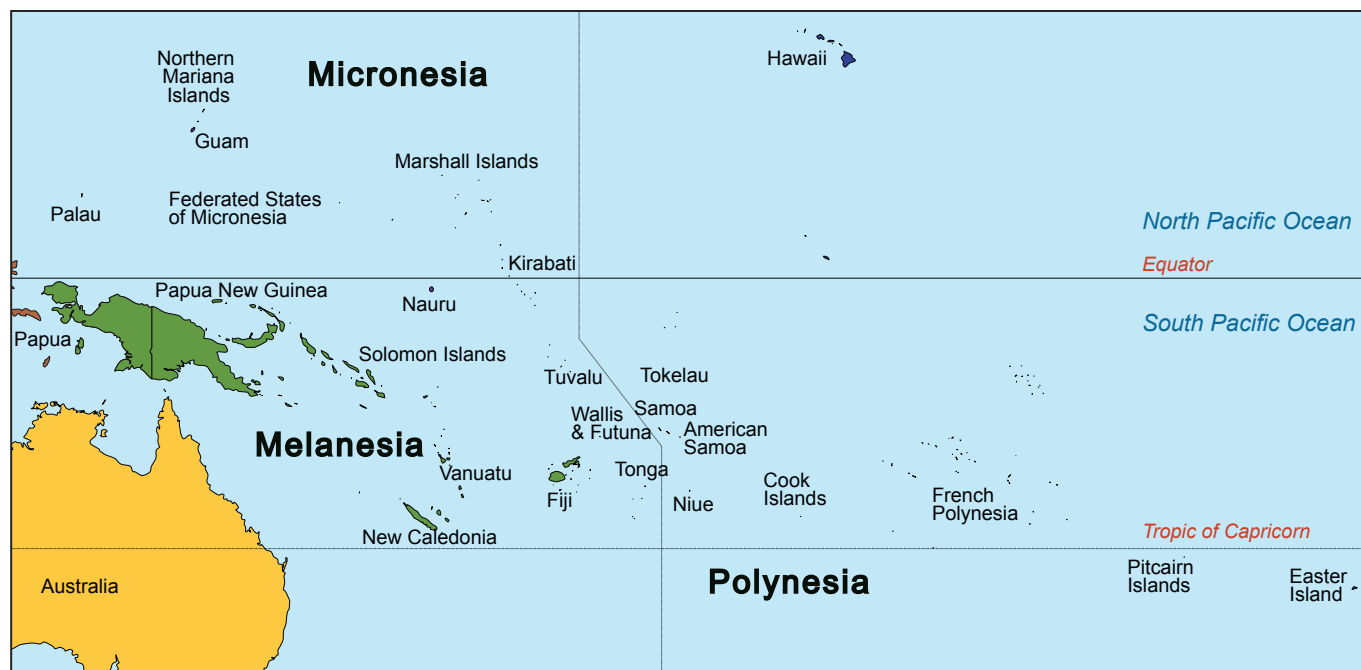 Northern
Mariana
Islands
Micronesia
Hawaii
Guam
Marshall Islands
Palau
Federated States
of Micronesia
North Pacific Ocean
Kirabati
Equator
Papua New Guinea
Nauru
South Pacific Ocean
Papua
Solomon Islands
Tuvalu
Tokelau
Samoa
Wallis
& Futuna
American
Samoa
Melanesia
Vanuatu
Fiji
Tonga
Niue
Cook
Islands
French
Polynesia
New Caledonia
Tropic of Capricorn
Australia
Polynesia
Pitcairn
Islands
Easter
Island